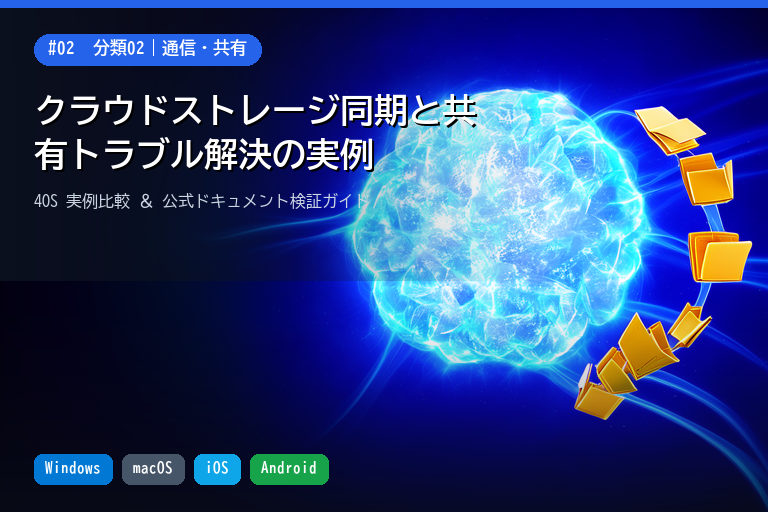 #02 分類02｜通信・共有
クラウドストレージ同期と共
有トラブル解決の実例
4OS 実例比較 & 公式ドキュメント検証ガイド
Windows macOS iOS Android